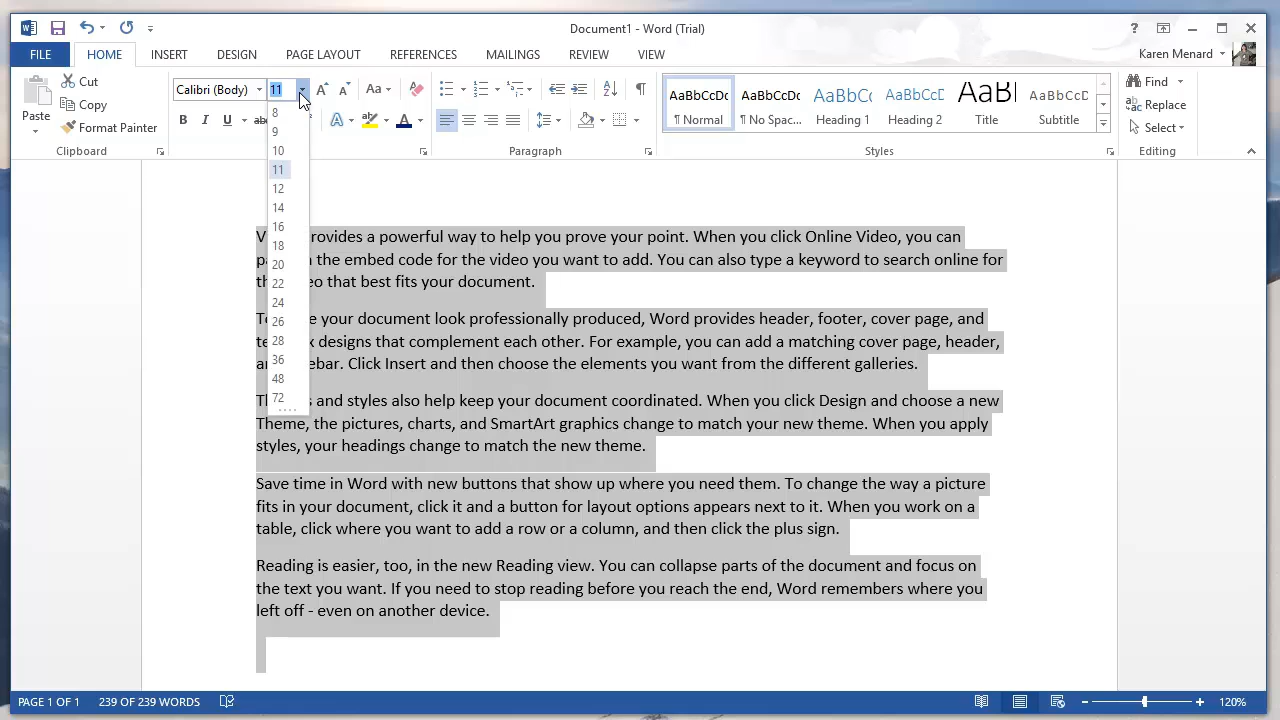 Document1 - Word (Trial)
FILE HOME INSERT DESIGN PAGE LAYOUT REFERENCES MAILINGS REVIEW VIEW Karen Menard
Paste
Cut
Copy
Format Painter
Clipboard
Calibri (Body) 11
Aa
B I U abc
A
Paragraph
AaBbCcDc AaBbCcDc AaBbCc AaBbCcD AaBl AaBbCcD
¶ Normal ¶ No Spac... Heading 1 Heading 2 Title Subtitle
Styles
Find
Replace
Select
Editing
8
9
10
11
12
14
16
18
20
22
24
26
28
36
48
72
rovides a powerful way to help you prove your point. When you click Online Video, you can
the embed code for the video you want to add. You can also type a keyword to search online for
eo that best fits your document.
your document look professionally produced, Word provides header, footer, cover page, and
x designs that complement each other. For example, you can add a matching cover page, header,
ebar. Click Insert and then choose the elements you want from the different galleries.
s and styles also help keep your document coordinated. When you click Design and choose a new
Theme, the pictures, charts, and SmartArt graphics change to match your new theme. When you apply
styles, your headings change to match the new theme.
Save time in Word with new buttons that show up where you need them. To change the way a picture
fits in your document, click it and a button for layout options appears next to it. When you work on a
table, click where you want to add a row or a column, and then click the plus sign.
Reading is easier, too, in the new Reading view. You can collapse parts of the document and focus on
the text you want. If you need to stop reading before you reach the end, Word remembers where you
left off - even on another device.
PAGE 1 OF 1 239 OF 239 WORDS 120%